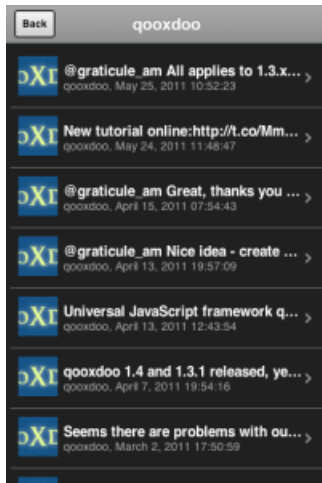 Back
qooxdoo
@graticule_am All applies to 1.3.x...
qooxdoo, May 25, 2011 10:52:23
New tutorial online:http://t.co/Mm...
qooxdoo, May 24, 2011 11:48:47
@graticule_am Great, thanks you ...
qooxdoo, April 15, 2011 07:54:43
@graticule_am Nice idea - create ...
qooxdoo, April 13, 2011 19:57:09
Universal JavaScript framework q...
qooxdoo, April 13, 2011 12:43:54
qooxdoo 1.4 and 1.3.1 released, ye...
qooxdoo, April 7, 2011 19:54:16
Seems there are problems with ou...
qooxdoo, March 2, 2011 17:50:59